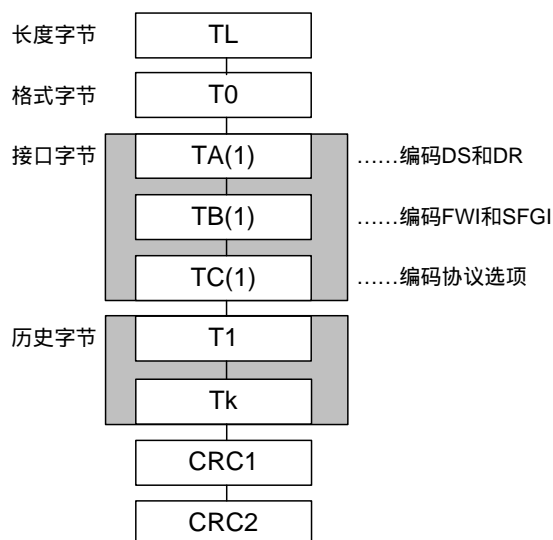 长度字节 TL
格式字节 T0
接口字节 TA(1) ……编码DS和DR
TB(1) ……编码FWI和SFGI
TC(1) ……编码协议选项
历史字节 T1
Tk
CRC1
CRC2